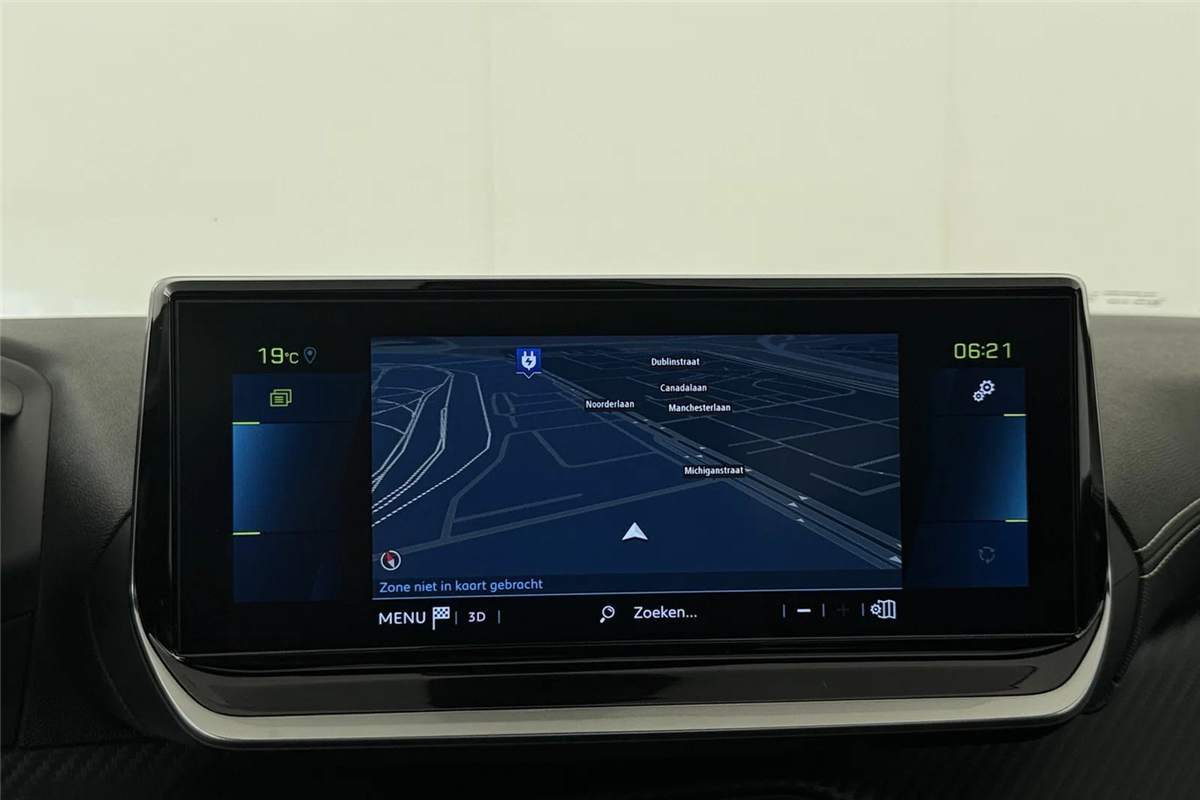 19°C
06:21
Dublinstraat
Canadalaan
Noorderlaan
Manchesterlaan
Michiganstraat
Zone niet in kaart gebracht
MENU 3D Zoeken... − +